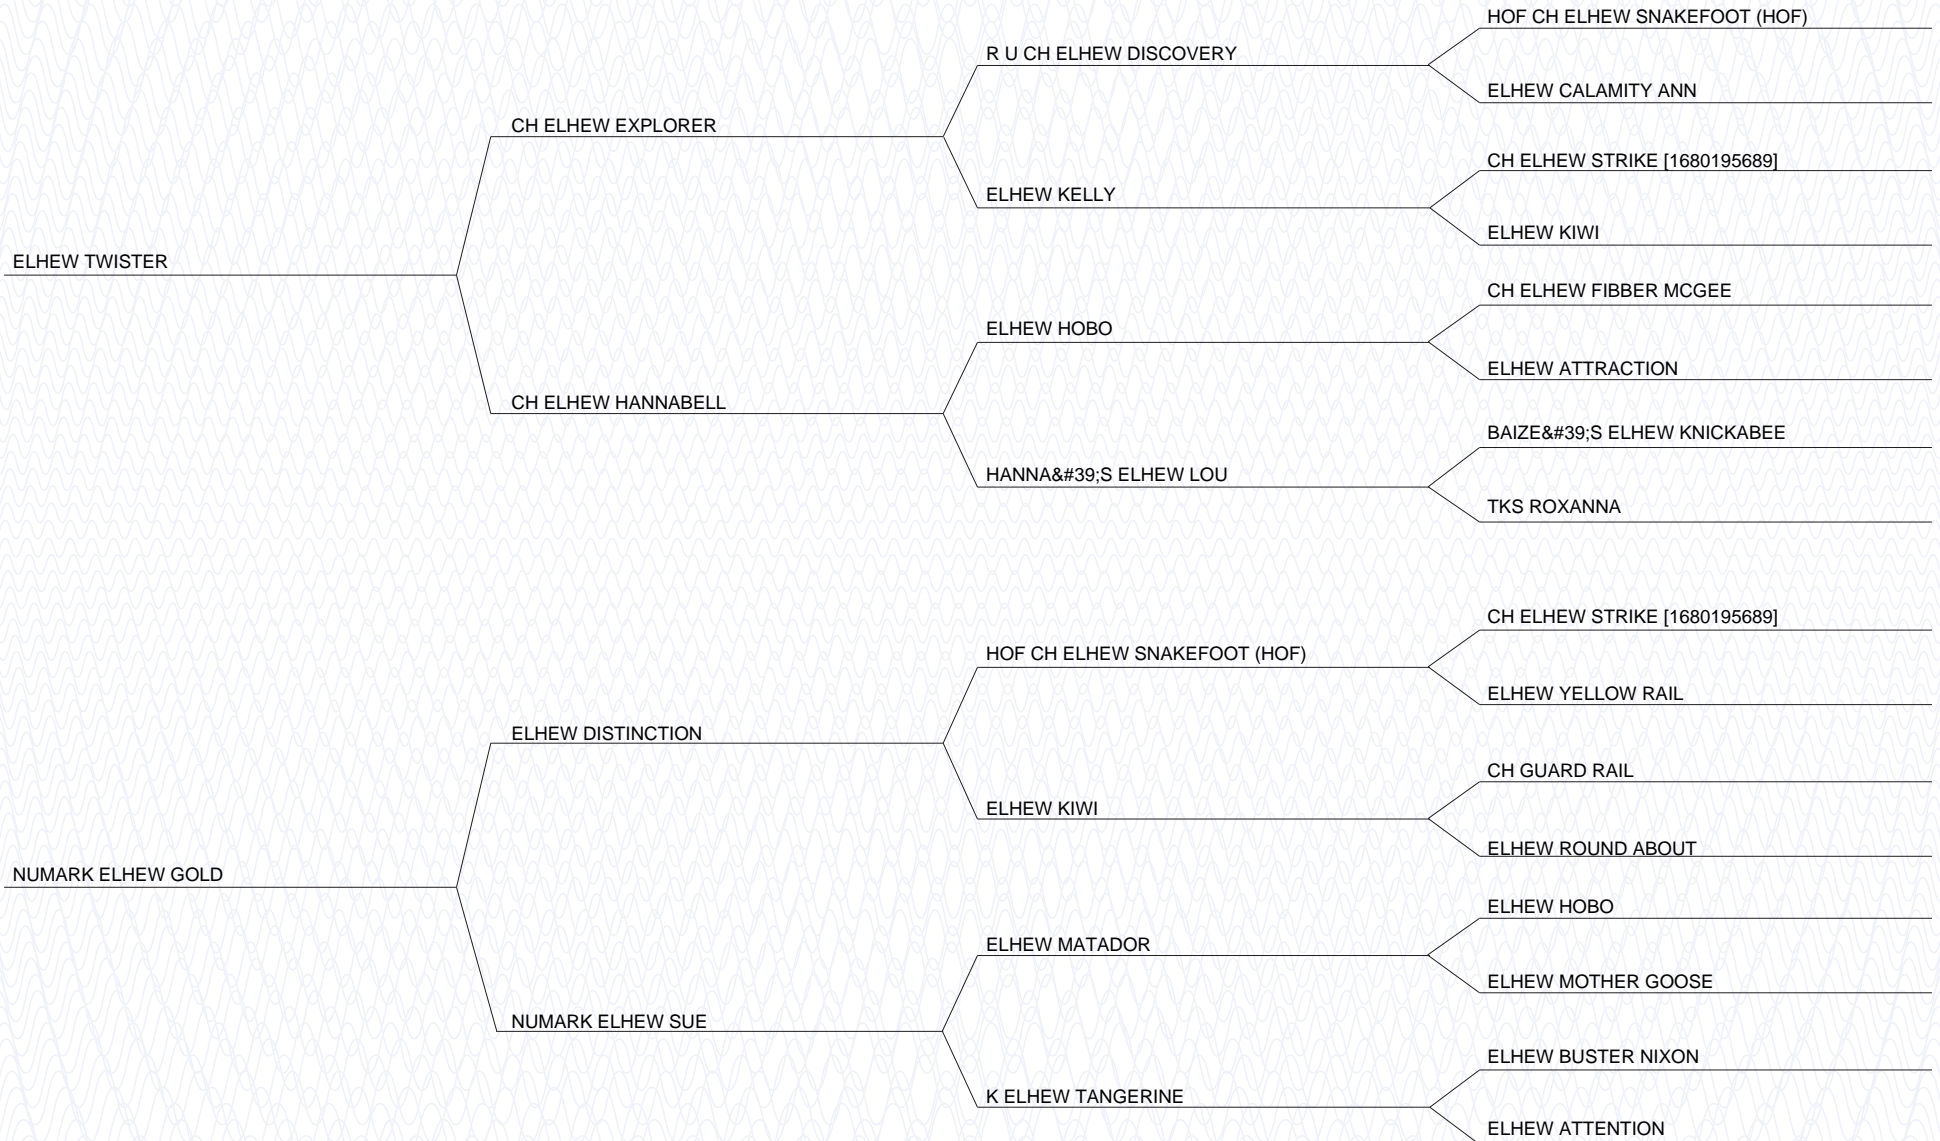 HOF CH ELHEW SNAKEFOOT (HOF)
R U CH ELHEW DISCOVERY
ELHEW CALAMITY ANN
CH ELHEW EXPLORER
CH ELHEW STRIKE [1680195689]
ELHEW KELLY
ELHEW KIWI
ELHEW TWISTER
CH ELHEW FIBBER MCGEE
ELHEW HOBO
ELHEW ATTRACTION
CH ELHEW HANNABELL
BAIZE&#39;S ELHEW KNICKABEE
HANNA&#39;S ELHEW LOU
TKS ROXANNA
CH ELHEW STRIKE [1680195689]
HOF CH ELHEW SNAKEFOOT (HOF)
ELHEW YELLOW RAIL
ELHEW DISTINCTION
CH GUARD RAIL
ELHEW KIWI
ELHEW ROUND ABOUT
NUMARK ELHEW GOLD
ELHEW HOBO
ELHEW MATADOR
ELHEW MOTHER GOOSE
NUMARK ELHEW SUE
ELHEW BUSTER NIXON
K ELHEW TANGERINE
ELHEW ATTENTION